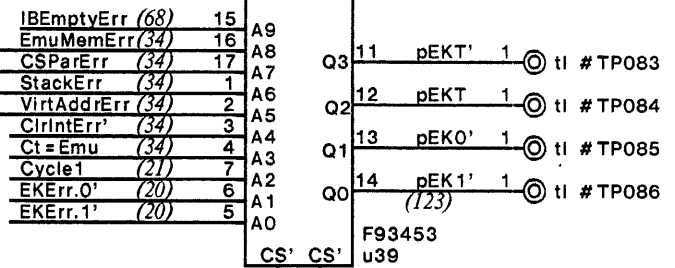 IBEmptyErr (68) 15 A9
EmuMemErr (34) 16 A8
CSParErr (34) 17 A7
StackErr (34) 1 A6
VirtAddrErr (34) 2 A5
ClrIntErr' (34) 3 A4
Ct=Emu (34) 4 A3
Cycle1 (21) 7 A2
EKErr.0' (20) 6 A1
EKErr.1' (20) 5 A0
Q3 11 pEKT' 1 tl #TP083
Q2 12 pEKT 1 tl #TP084
Q1 13 pEK0' 1 tl #TP085
Q0 14 pEK1' 1 tl #TP086
(123)
F93453
CS' CS' u39